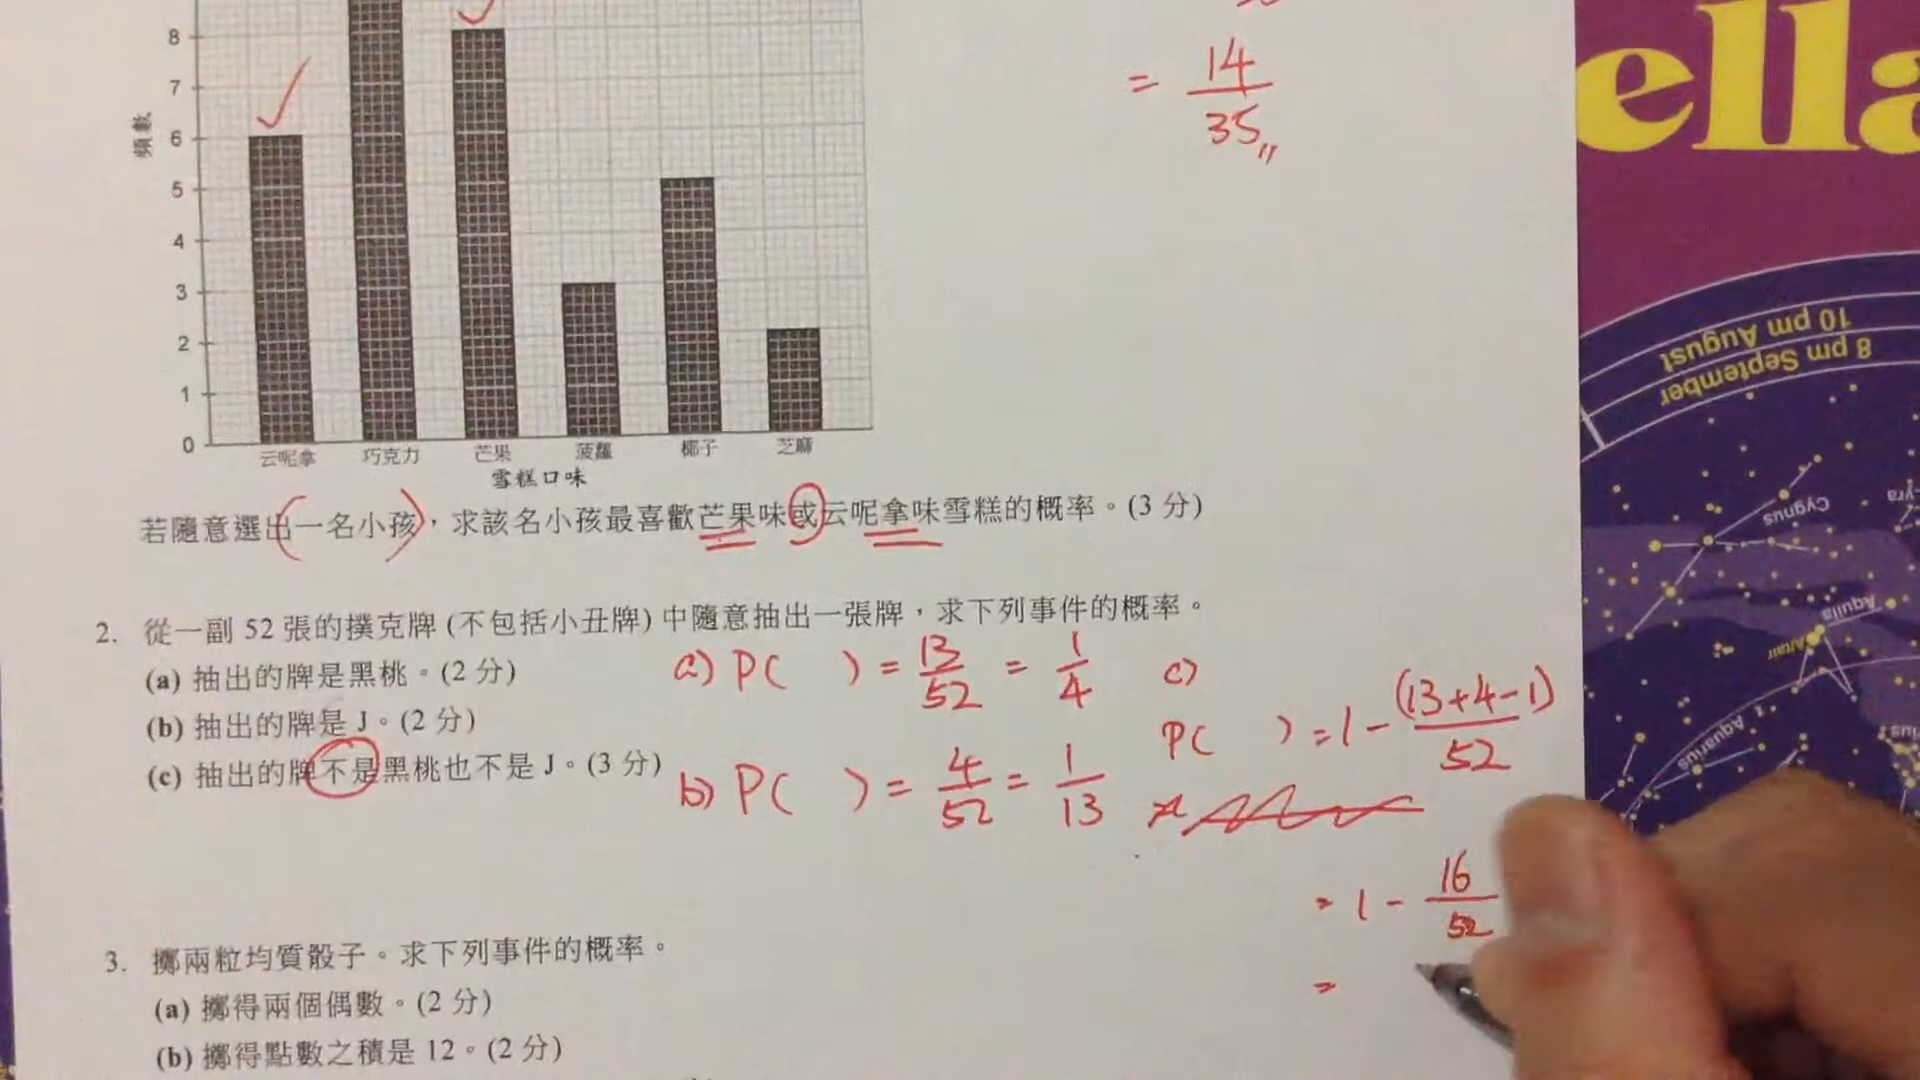 = 14/35
8
7
6
5
4
3
2
1
0
頻數
云呢拿 巧克力 芒果 菠蘿 椰子 芝麻
雪糕口味
若隨意選出一名小孩，求該名小孩最喜歡芒果味或云呢拿味雪糕的概率。(3 分)
2. 從一副 52 張的撲克牌 (不包括小丑牌) 中隨意抽出一張牌，求下列事件的概率。
(a) 抽出的牌是黑桃。(2 分)
(b) 抽出的牌是 J。(2 分)
(c) 抽出的牌不是黑桃也不是 J。(3 分)
a) P( ) = 13/52 = 1/4
b) P( ) = 4/52 = 1/13
c)
P( ) = 1 - (13+4-1)/52
= 1 - 16/52
=
3. 擲兩粒均質骰子。求下列事件的概率。
(a) 擲得兩個偶數。(2 分)
(b) 擲得點數之積是 12。(2 分)
ella
10 pm August
8 pm September
Cygnus
Aquila
Altair
Aquarius